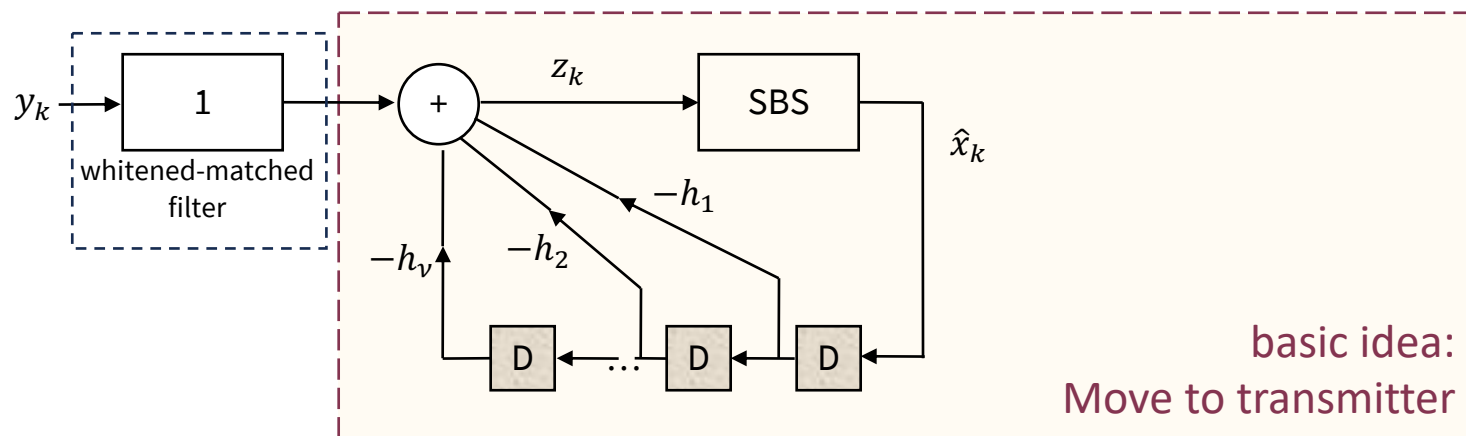 y_k
1
whitened-matched
filter
+
z_k
SBS
x̂_k
−h_1
−h_2
−h_ν
D
...
D
D
basic idea:
Move to transmitter